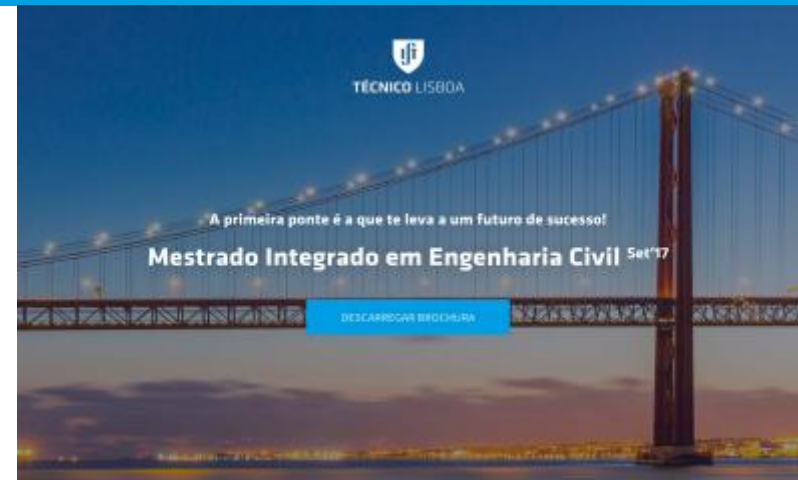 TÉCNICO LISBOA
A primeira ponte é a que te leva a um futuro de sucesso!
Mestrado Integrado em Engenharia Civil Set'17
DESCARREGAR BROCHURA